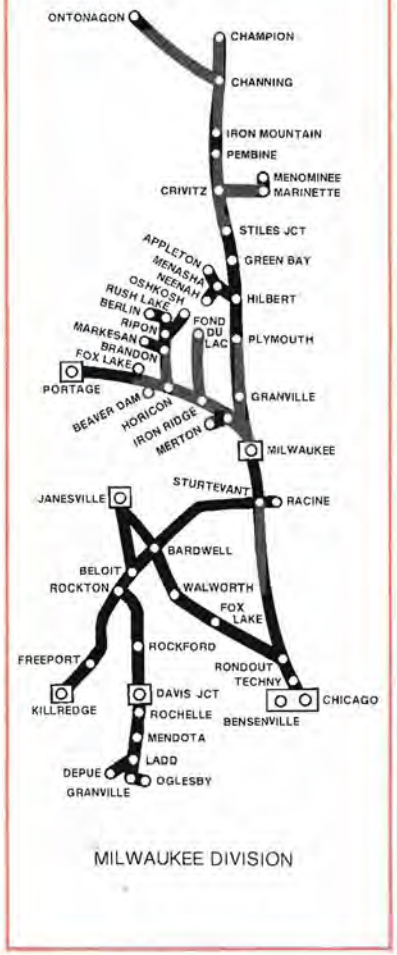 ONTONAGON
CHAMPION
CHANNING
IRON MOUNTAIN
PEMBINE
MENOMINEE
CRIVITZ
MARINETTE
STILES JCT
APPLETON
GREEN BAY
MENASHA
NEENAH
OSHKOSH
HILBERT
RUSH LAKE
BERLIN
FOND
DU
LAC
RIPON
PLYMOUTH
MARKESAN
BRANDON
FOX LAKE
PORTAGE
BEAVER DAM
HORICON
GRANVILLE
IRON RIDGE
MERTON
MILWAUKEE
STURTEVANT
JANESVILLE
RACINE
BARDWELL
BELOIT
ROCKTON
WALWORTH
FOX
LAKE
ROCKFORD
FREEPORT
RONDOUT
TECHNY
KILLREDGE
DAVIS JCT
CHICAGO
ROCHELLE
BENSENVILLE
MENDOTA
LADD
DEPUE
OGLESBY
GRANVILLE
MILWAUKEE DIVISION